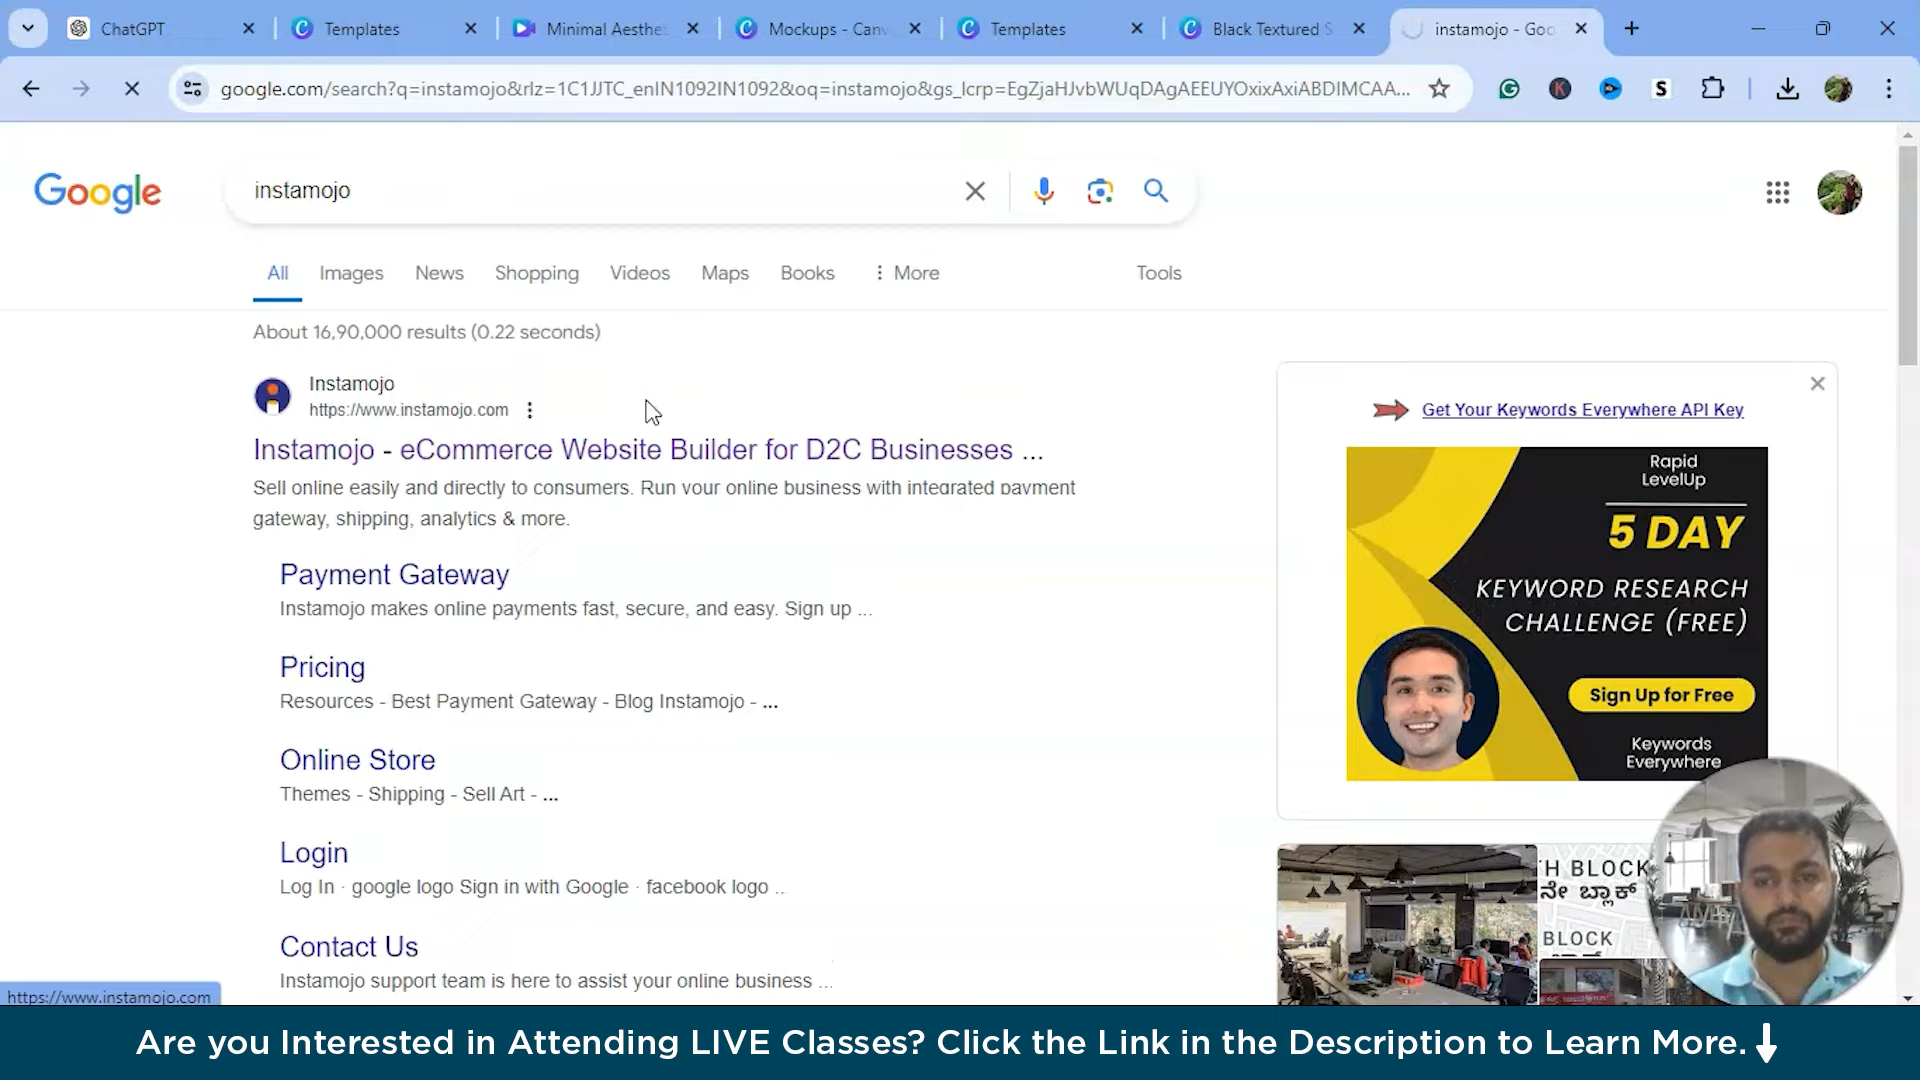 ChatGPT
Templates
Minimal Aesthe
Mockups - Canv
Templates
Black Textured S
instamojo - Goo
google.com/search?q=instamojo&rlz=1C1JJTC_enIN1092IN1092&oq=instamojo&gs_lcrp=EgZjaHJvbWUqDAgAEEUYOxixAxiABDIMCAA...
Google
instamojo
All
Images
News
Shopping
Videos
Maps
Books
More
Tools
About 16,90,000 results (0.22 seconds)
Instamojo
https://www.instamojo.com
Instamojo - eCommerce Website Builder for D2C Businesses ...
Sell online easily and directly to consumers. Run your online business with integrated payment
gateway, shipping, analytics & more.
Payment Gateway
Instamojo makes online payments fast, secure, and easy. Sign up ...
Pricing
Resources - Best Payment Gateway - Blog Instamojo - ...
Online Store
Themes - Shipping - Sell Art - ...
Login
Log In · google logo Sign in with Google · facebook logo ...
Contact Us
Instamojo support team is here to assist your online business ...
Get Your Keywords Everywhere API Key
Rapid
LevelUp
5 DAY
KEYWORD RESEARCH
CHALLENGE (FREE)
Sign Up for Free
Keywords
Everywhere
TH BLOCK
ನೇ ಬ್ಲಾಕ್
BLOCK
https://www.instamojo.com
Are you Interested in Attending LIVE Classes? Click the Link in the Description to Learn More.